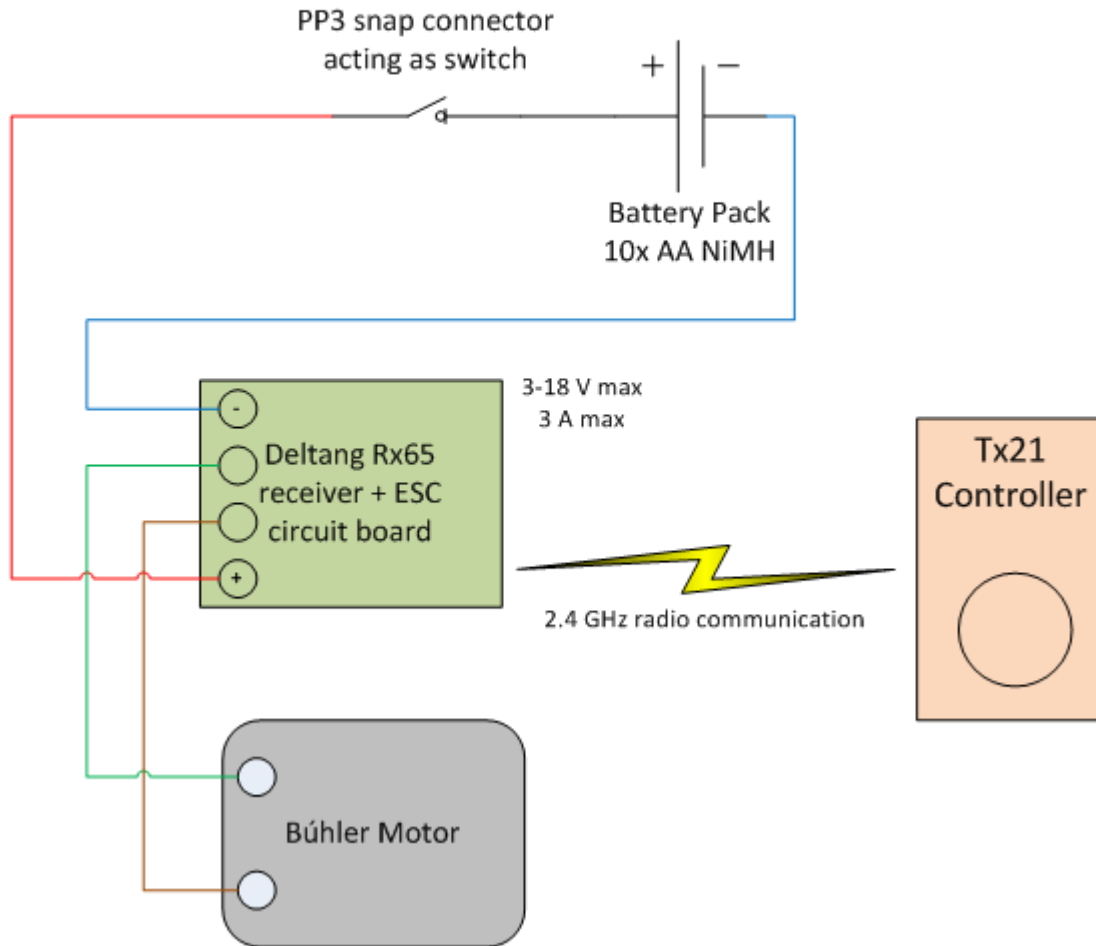 PP3 snap connector
acting as switch
+
−
Battery Pack
10x AA NiMH
3-18 V max
3 A max
-
Deltang Rx65
receiver + ESC
circuit board
+
Tx21
Controller
2.4 GHz radio communication
Búhler Motor